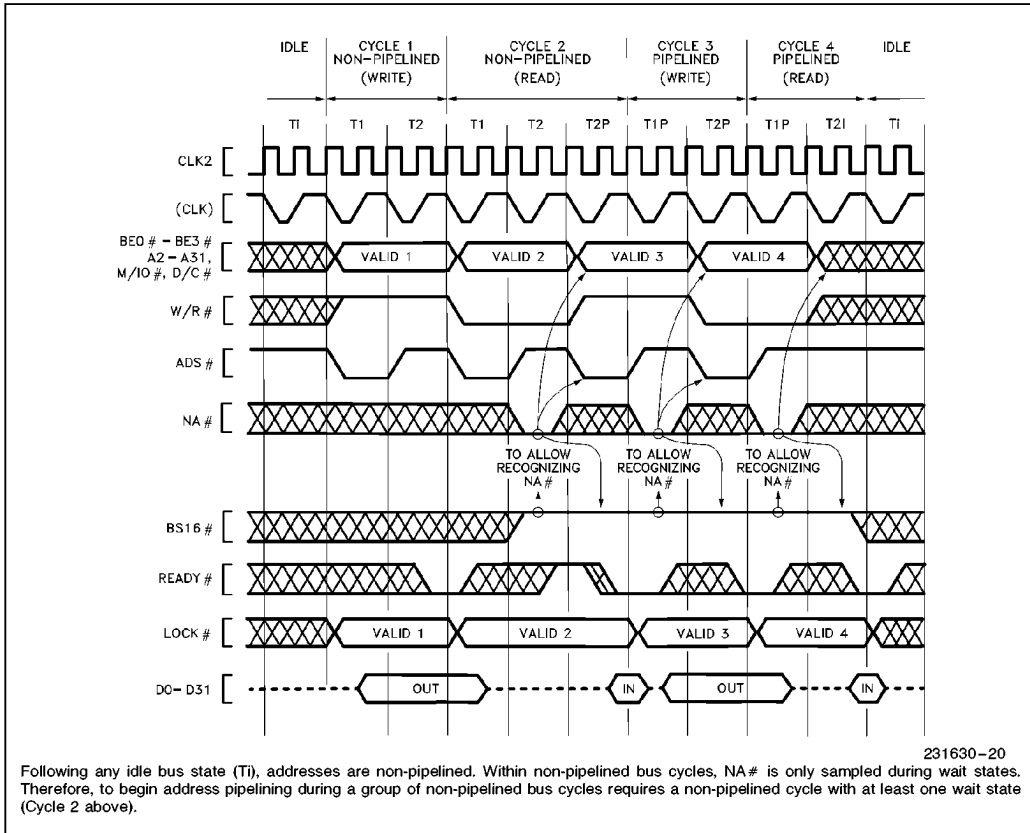 IDLE CYCLE 1 CYCLE 2 CYCLE 3 CYCLE 4 IDLE
NON-PIPELINED NON-PIPELINED PIPELINED PIPELINED
(WRITE) (READ) (WRITE) (READ)
Ti T1 T2 T1 T2 T2P T1P T2P T1P T2I Ti
CLK2
(CLK)
BE0 # - BE3 #
A2 - A31,
M/IO #, D/C #
VALID 1 VALID 2 VALID 3 VALID 4
W/R #
ADS #
NA #
TO ALLOW TO ALLOW TO ALLOW
RECOGNIZING RECOGNIZING RECOGNIZING
NA # NA # NA #
BS16 #
READY #
LOCK # VALID 1 VALID 2 VALID 3 VALID 4
D0- D31 OUT IN OUT IN
231630-20
Following any idle bus state (Ti), addresses are non-pipelined. Within non-pipelined bus cycles, NA# is only sampled during wait states.
Therefore, to begin address pipelining during a group of non-pipelined bus cycles requires a non-pipelined cycle with at least one wait state
(Cycle 2 above).